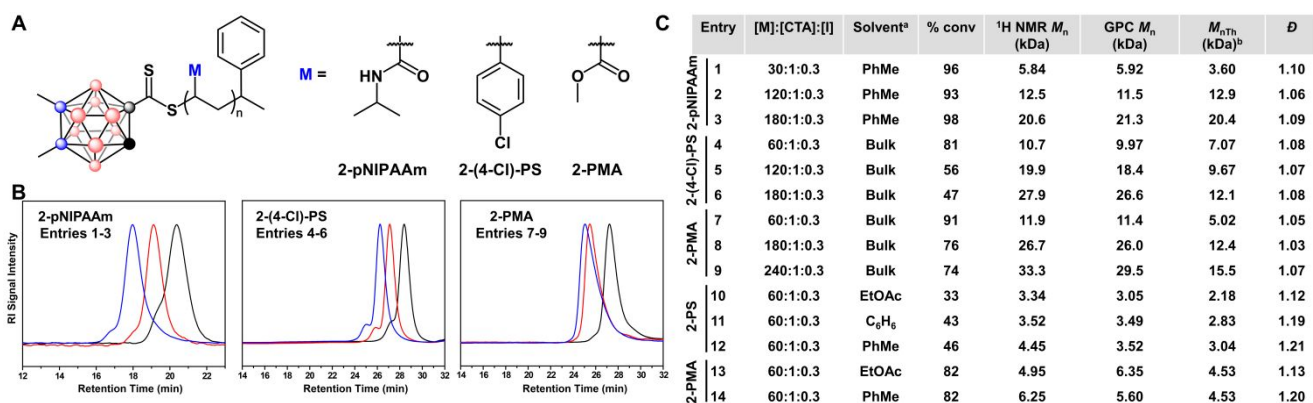 A
S
S
M
n
M =
HN
O
Cl
O
O
2-pNIPAAm
2-(4-Cl)-PS
2-PMA
B
2-pNIPAAm
Entries 1-3
2-(4-Cl)-PS
Entries 4-6
2-PMA
Entries 7-9
RI Signal Intensity
12 14 16 18 20 22
16 18 20 22 24 26 28 30 32
16 18 20 22 24 26 28 30 32
Retention Time (min)
Retention Time (min)
Retention Time (min)
C
Entry [M]:[CTA]:[I] Solventᵃ % conv ¹H NMR Mn (kDa) GPC Mn (kDa) MnTh (kDa)ᵇ Đ
2-pNIPAAm
1 30:1:0.3 PhMe 96 5.84 5.92 3.60 1.10
2 120:1:0.3 PhMe 93 12.5 11.5 12.9 1.06
3 180:1:0.3 PhMe 98 20.6 21.3 20.4 1.09
2-(4-Cl)-PS
4 60:1:0.3 Bulk 81 10.7 9.97 7.07 1.08
5 120:1:0.3 Bulk 56 19.9 18.4 9.67 1.07
6 180:1:0.3 Bulk 47 27.9 26.6 12.1 1.08
2-PMA
7 60:1:0.3 Bulk 91 11.9 11.4 5.02 1.05
8 180:1:0.3 Bulk 76 26.7 26.0 12.4 1.03
9 240:1:0.3 Bulk 74 33.3 29.5 15.5 1.07
2-PS
10 60:1:0.3 EtOAc 33 3.34 3.05 2.18 1.12
11 60:1:0.3 C₆H₆ 43 3.52 3.49 2.83 1.19
12 60:1:0.3 PhMe 46 4.45 3.52 3.04 1.21
2-PMA
13 60:1:0.3 EtOAc 82 4.95 6.35 4.53 1.13
14 60:1:0.3 PhMe 82 6.25 5.60 4.53 1.20